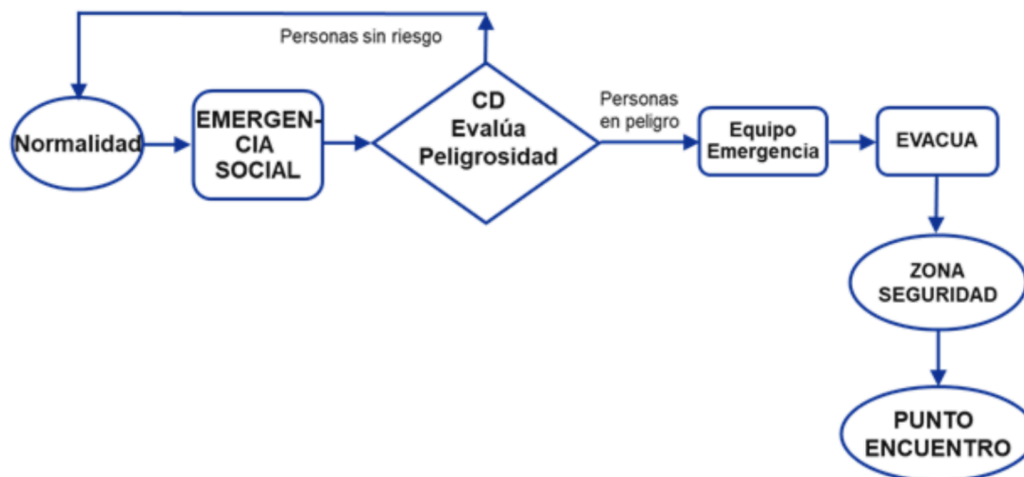 Personas sin riesgo
Normalidad
EMERGEN-
CIA
SOCIAL
CD
Evalúa
Peligrosidad
Personas
en peligro
Equipo
Emergencia
EVACUA
ZONA
SEGURIDAD
PUNTO
ENCUENTRO